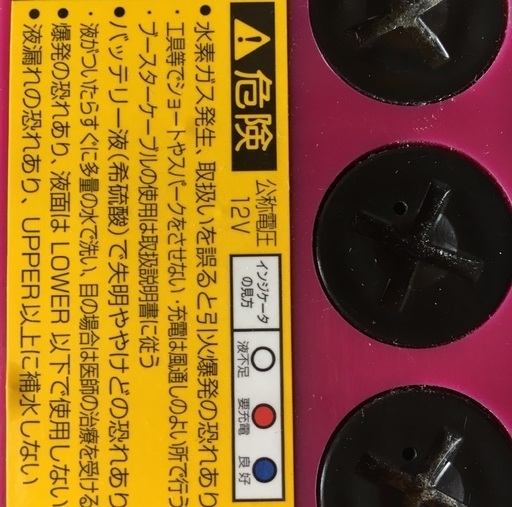 危険
公称電圧
12V
インジケータ
の見方
液不足
要充電
良好
●水素ガス発生、取扱いを誤ると引火爆発の恐れあり
・工具等でショートやスパークをさせない・充電は風通しのよい所で行う
・ブースターケーブルの使用は取扱説明書に従う
●バッテリー液(希硫酸)で失明ややけどの恐れあり
・液がついたらすぐに多量の水で洗い、目の場合は医師の治療を受ける
●爆発の恐れあり、液面は LOWER 以下で使用しない
●液漏れの恐れあり、UPPER以上に補水しない